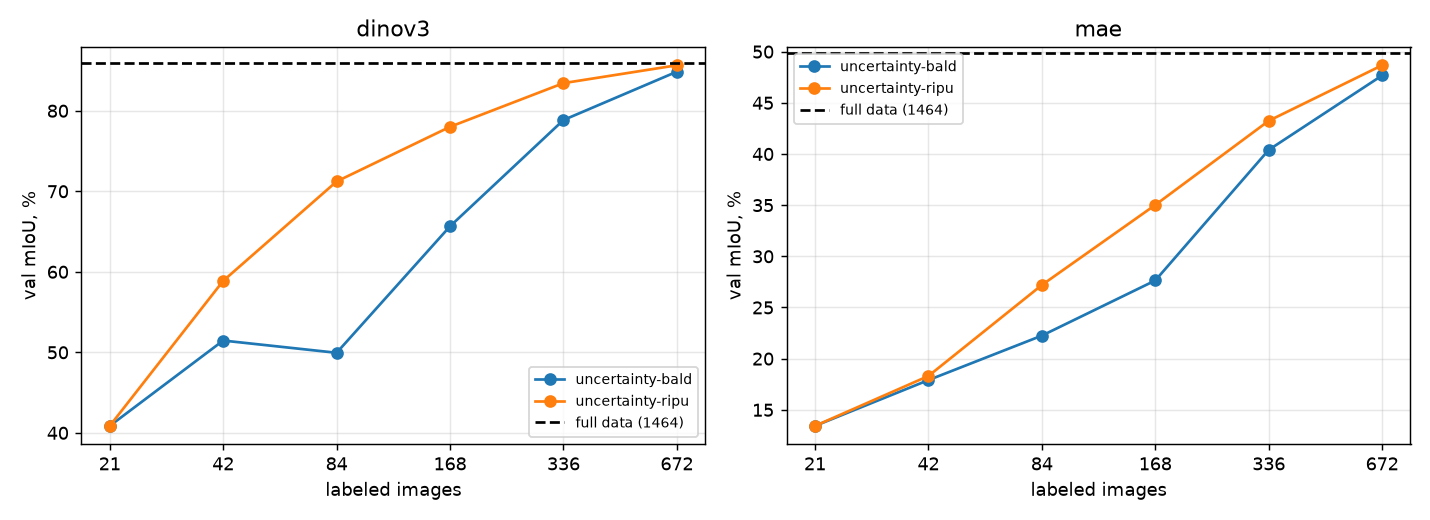 dinov3
80
70
60
50
40
val mIoU, %
uncertainty-bald
uncertainty-ripu
full data (1464)
21 42 84 168 336 672
labeled images
mae
50
45
40
35
30
25
20
15
val mIoU, %
uncertainty-bald
uncertainty-ripu
full data (1464)
21 42 84 168 336 672
labeled images